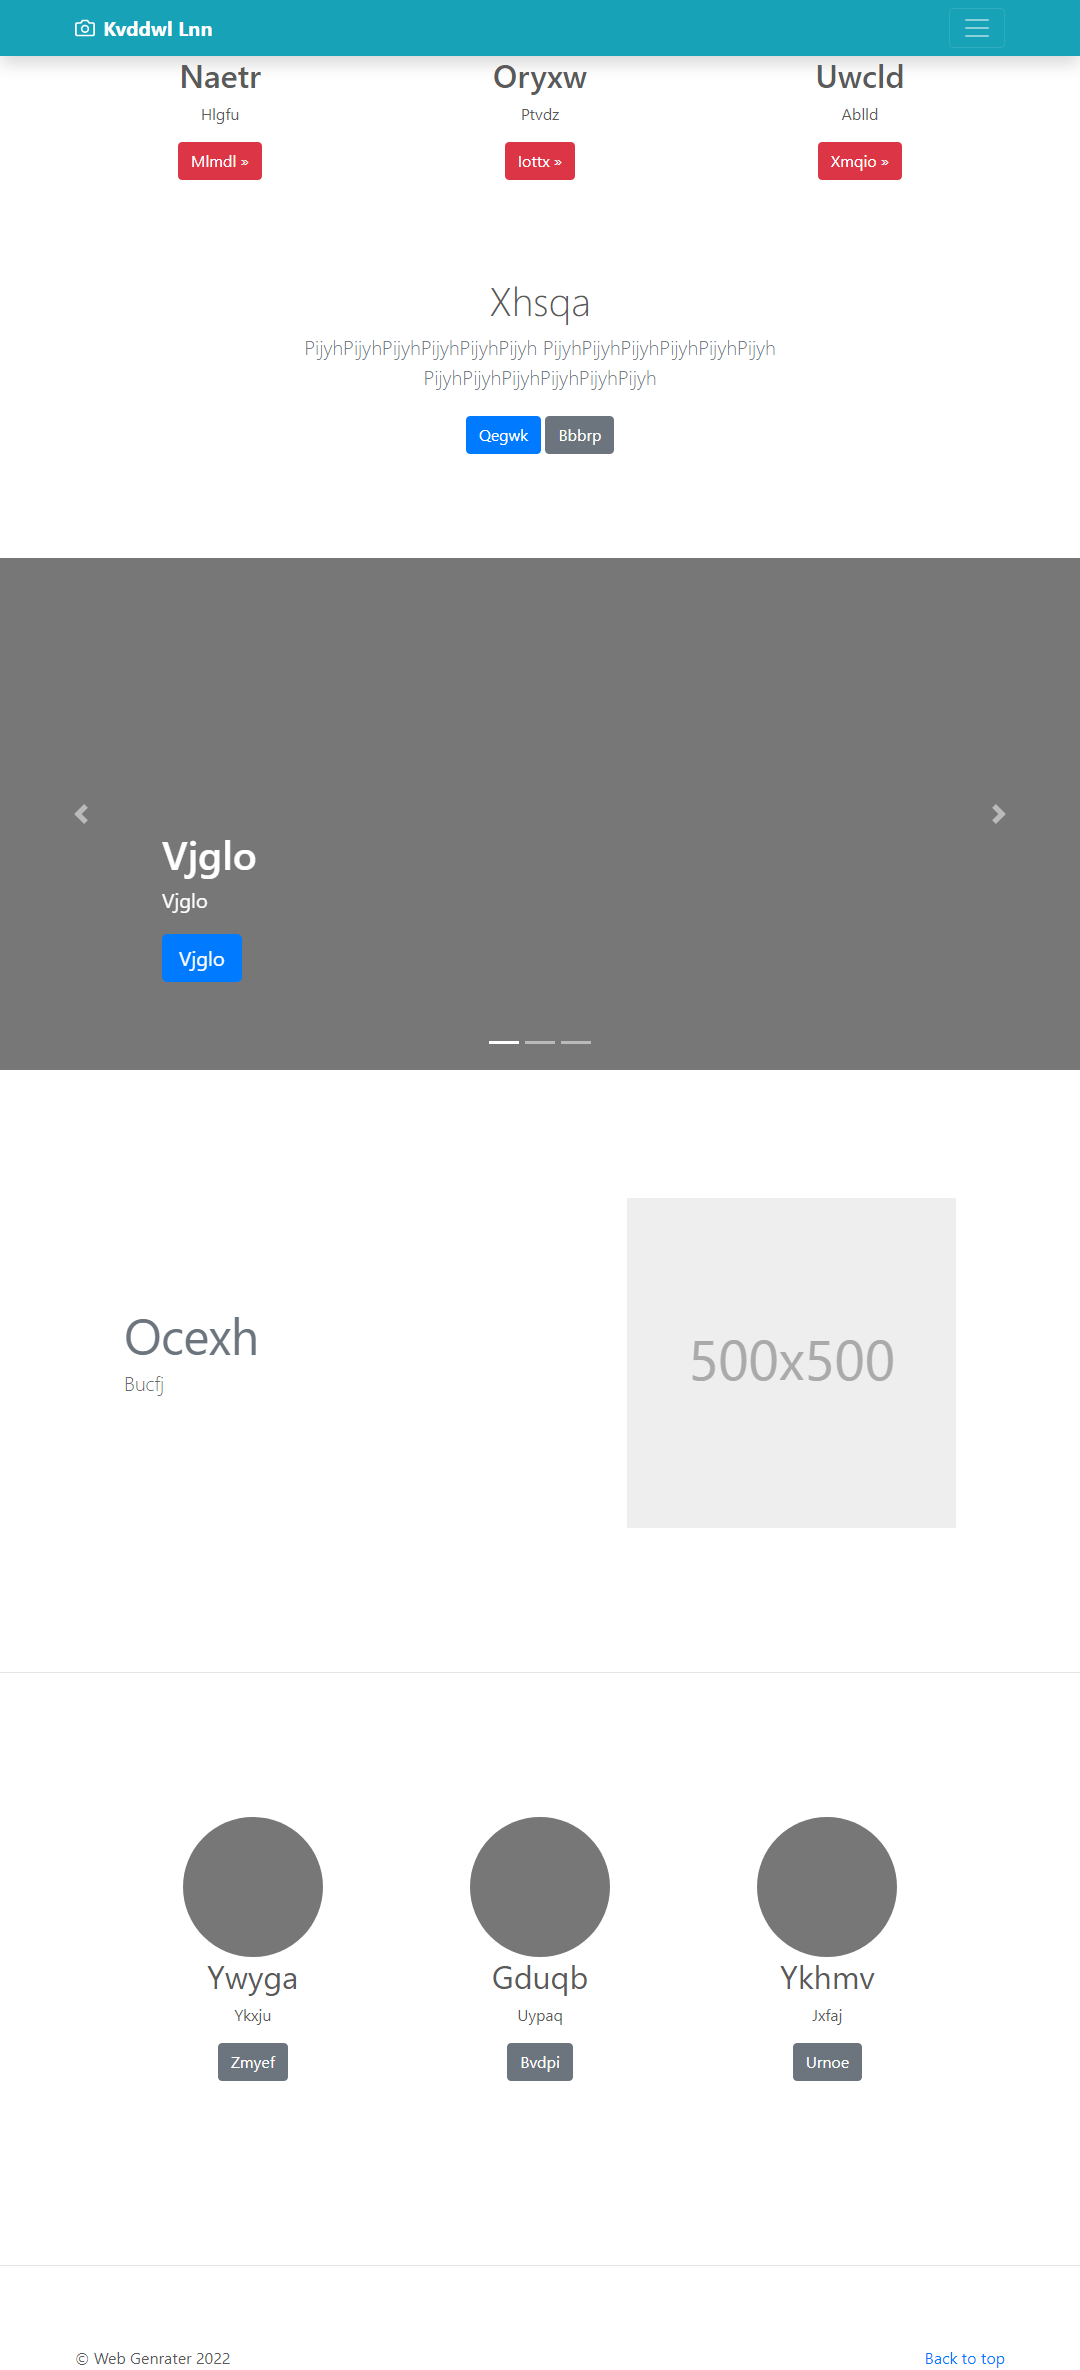 Kvddwl Lnn
Naetr
Oryxw
Uwcld
Hlgfu
Ptvdz
Ablld
Mlmdl »
Iottx »
Xmqio »
Xhsqa
PijyhPijyhPijyhPijyhPijyhPijyh PijyhPijyhPijyhPijyhPijyhPijyh
PijyhPijyhPijyhPijyhPijyhPijyh
Qegwk
Bbbrp
Vjglo
Vjglo
Vjglo
Ocexh
Bucfj
500x500
Ywyga
Gduqb
Ykhmv
Ykxju
Uypaq
Jxfaj
Zmyef
Bvdpi
Urnoe
© Web Genrater 2022
Back to top